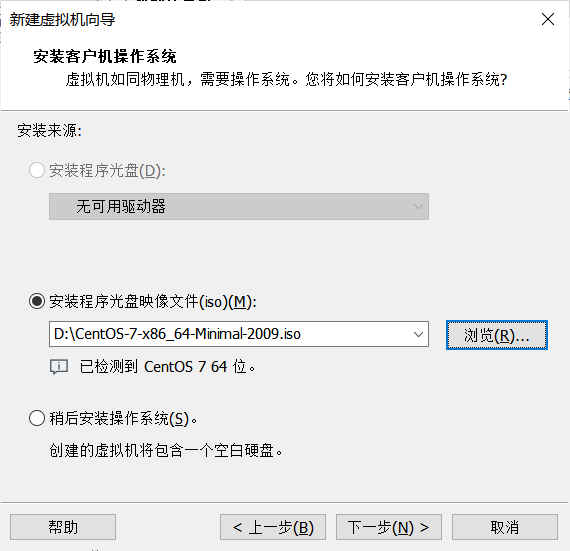 新建虚拟机向导
安装客户机操作系统
虚拟机如同物理机，需要操作系统。您将如何安装客户机操作系统?
安装来源:
安装程序光盘(D):
无可用驱动器
安装程序光盘映像文件(iso)(M):
D:\CentOS-7-x86_64-Minimal-2009.iso
浏览(R)...
已检测到 CentOS 7 64 位。
稍后安装操作系统(S)。
创建的虚拟机将包含一个空白硬盘。
帮助
< 上一步(B)
下一步(N) >
取消